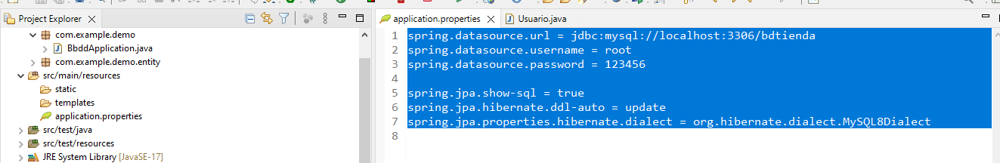 Project Explorer
com.example.demo
BbddApplication.java
com.example.demo.entity
src/main/resources
static
templates
application.properties
src/test/java
src/test/resources
JRE System Library [JavaSE-17]
application.properties
Usuario.java
1 spring.datasource.url = jdbc:mysql://localhost:3306/bdtienda
2 spring.datasource.username = root
3 spring.datasource.password = 123456
4
5 spring.jpa.show-sql = true
6 spring.jpa.hibernate.ddl-auto = update
7 spring.jpa.properties.hibernate.dialect = org.hibernate.dialect.MySQL8Dialect
8